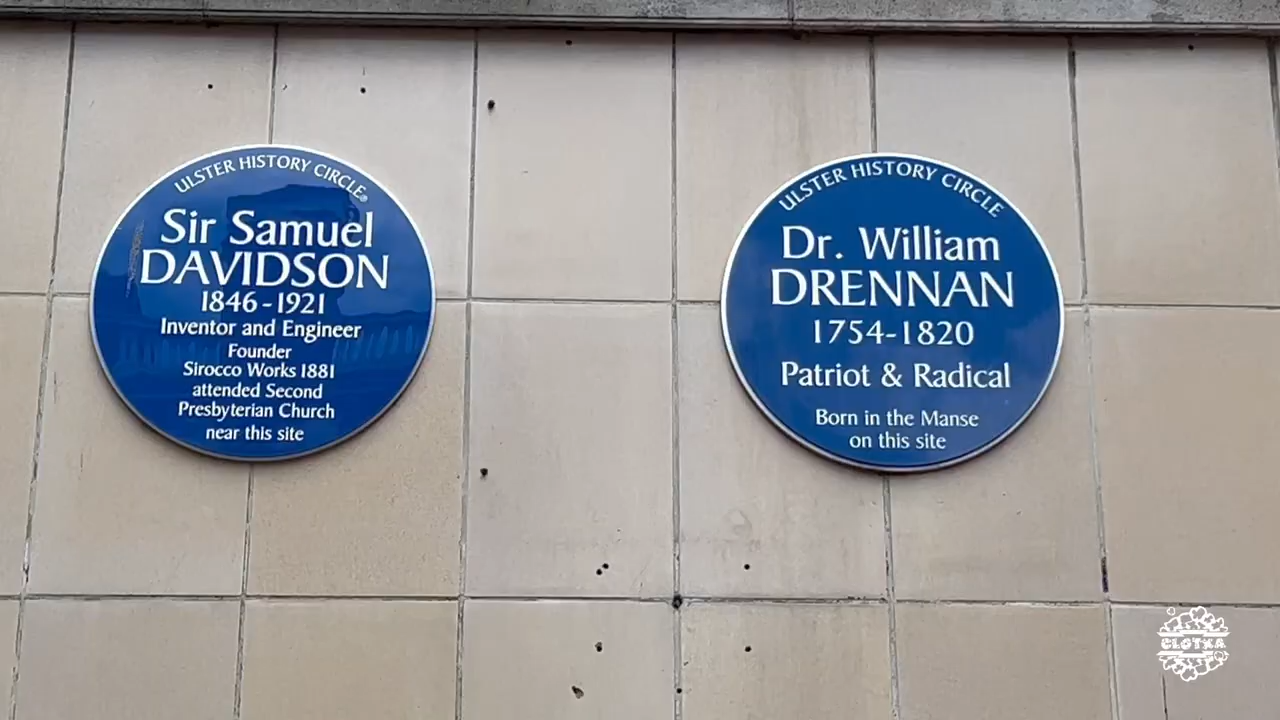 ULSTER HISTORY CIRCLE®
Sir Samuel
DAVIDSON
1846-1921
Inventor and Engineer
Founder
Sirocco Works 1881
attended Second
Presbyterian Church
near this site
ULSTER HISTORY CIRCLE
Dr. William
DRENNAN
1754-1820
Patriot & Radical
Born in the Manse
on this site
CLOTKA